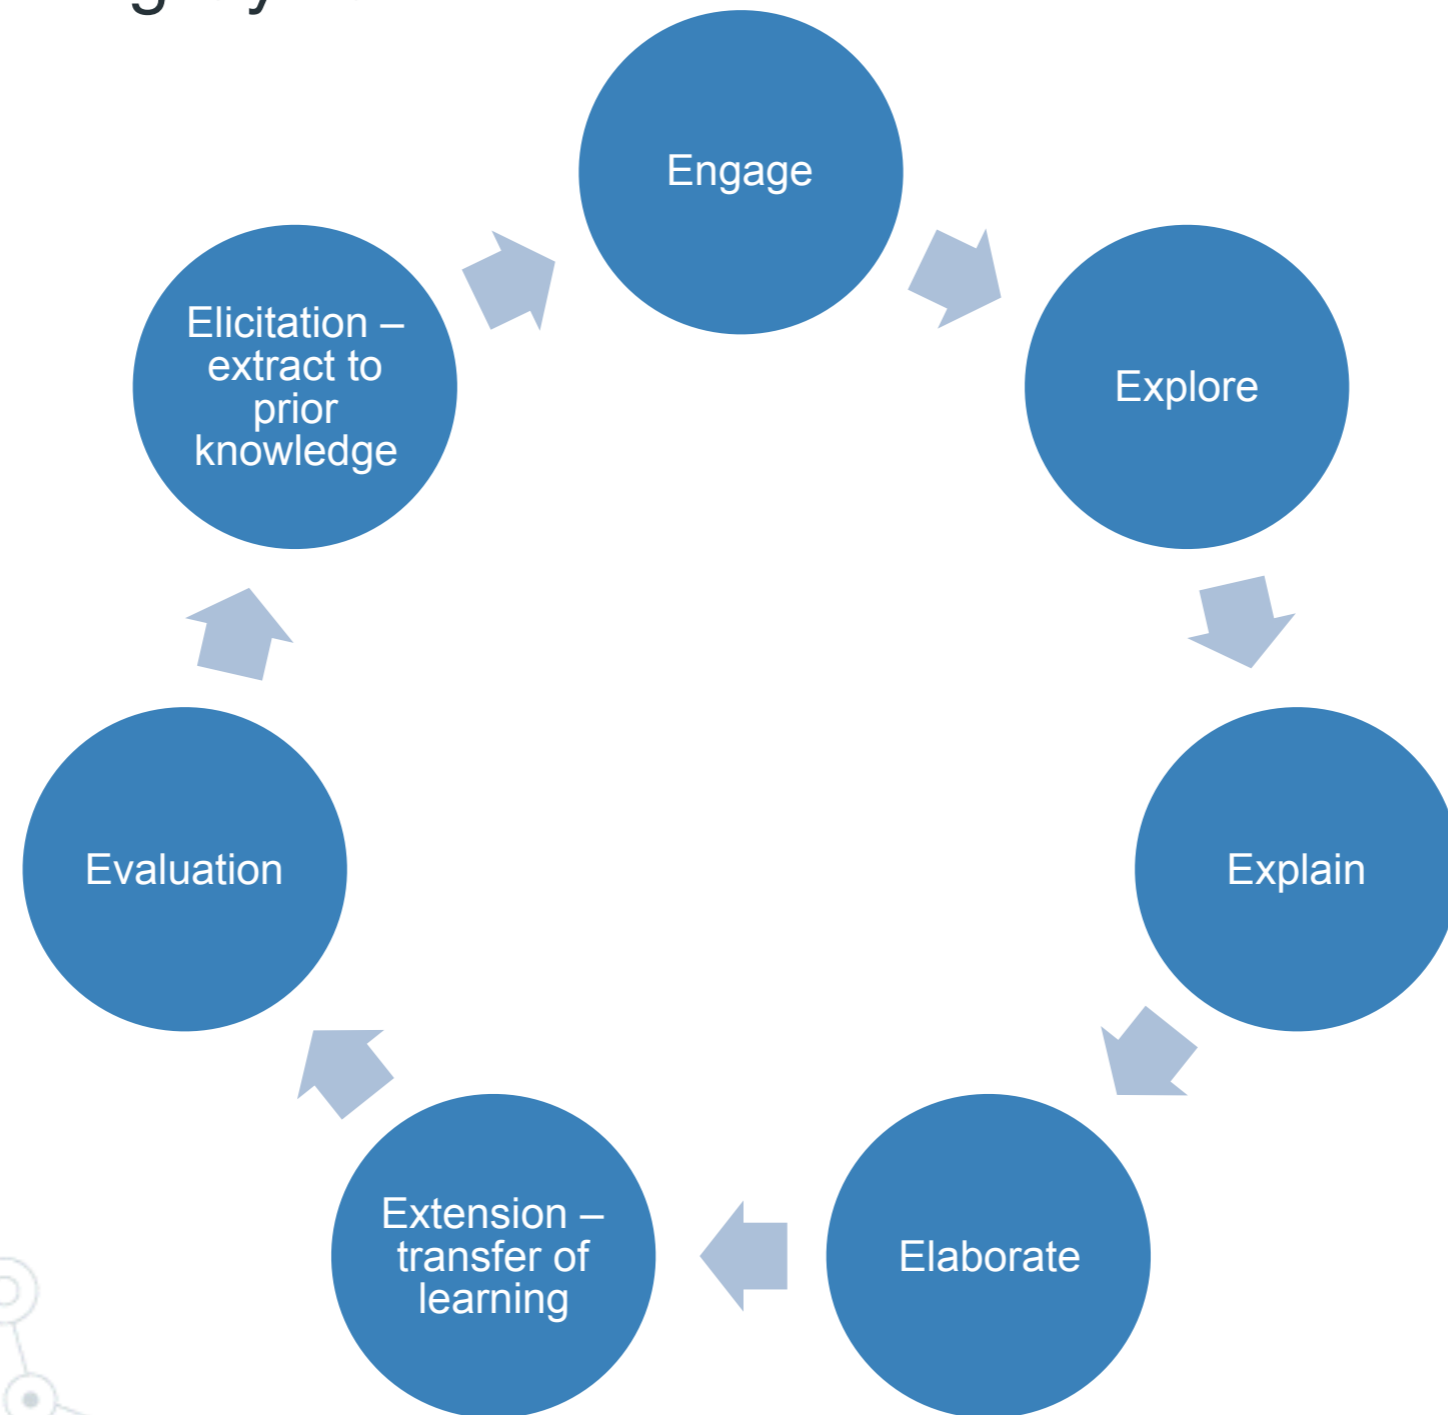 Engage
Explore
Explain
Elaborate
Extension –
transfer of
learning
Evaluation
Elicitation –
extract to
prior
knowledge